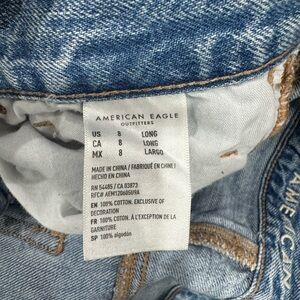 AMERICAN EAGLE
OUTFITTERS
US 8 LONG
CA 8 LONG
MX 8 LARGO
MADE IN CHINA / FABRIQUÉ EN CHINE /
HECHO EN CHINA
RN 54485 / CA 03873
EN 100% COTTON. EXCLUSIVE OF
DECORATION
FR 100% COTON. À L'EXCEPTION DE LA
GARNITURE
SP 100% algodón